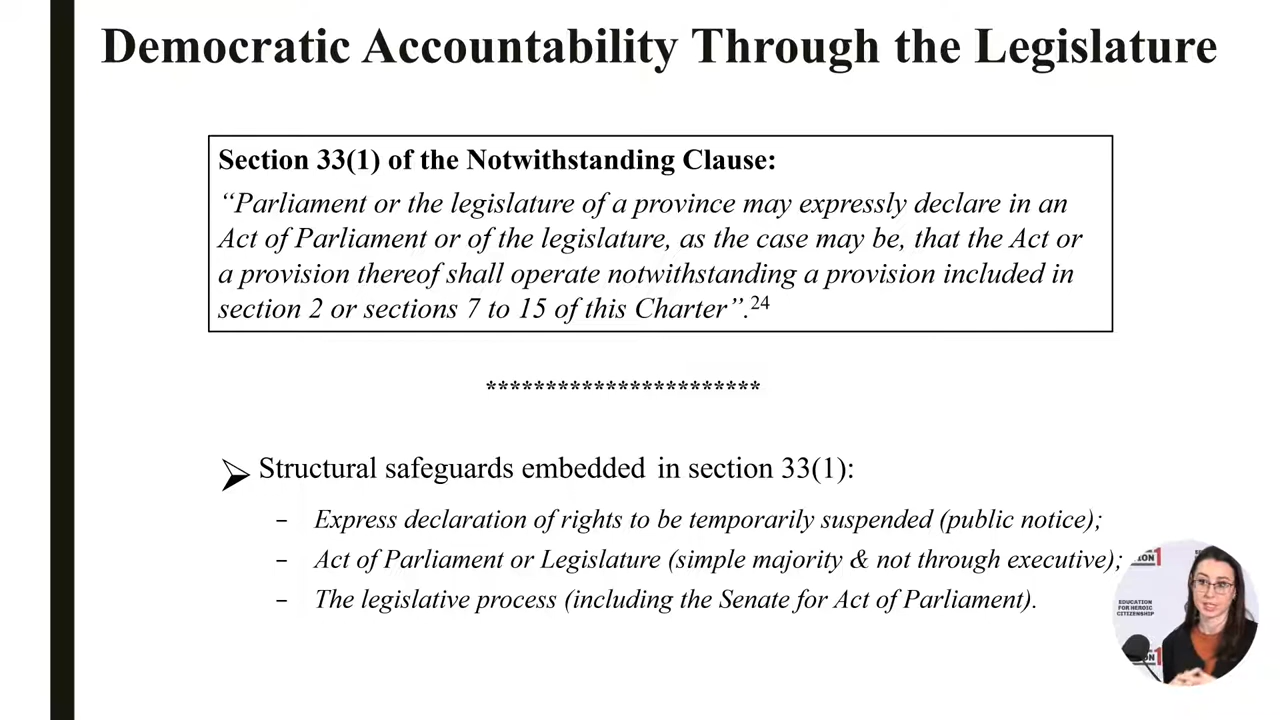 Democratic Accountability Through the Legislature
Section 33(1) of the Notwithstanding Clause:
“Parliament or the legislature of a province may expressly declare in an
Act of Parliament or of the legislature, as the case may be, that the Act or
a provision thereof shall operate notwithstanding a provision included in
section 2 or sections 7 to 15 of this Charter”.24
***********************
➢ Structural safeguards embedded in section 33(1):
– Express declaration of rights to be temporarily suspended (public notice);
– Act of Parliament or Legislature (simple majority & not through executive);
– The legislative process (including the Senate for Act of Parliament).
EDUCATION
FOR HEROIC
CITIZENSHIP